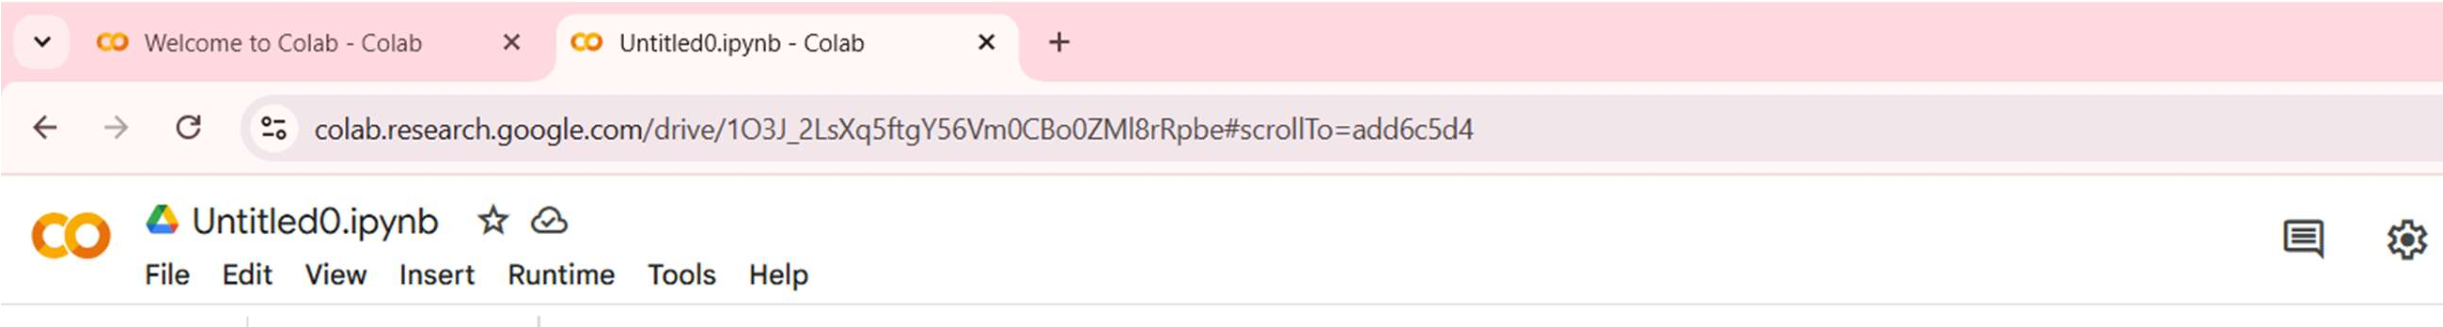 Welcome to Colab - Colab
Untitled0.ipynb - Colab
colab.research.google.com/drive/1O3J_2LsXq5ftgY56Vm0CBo0ZMl8rRpbe#scrollTo=add6c5d4
Untitled0.ipynb
File Edit View Insert Runtime Tools Help